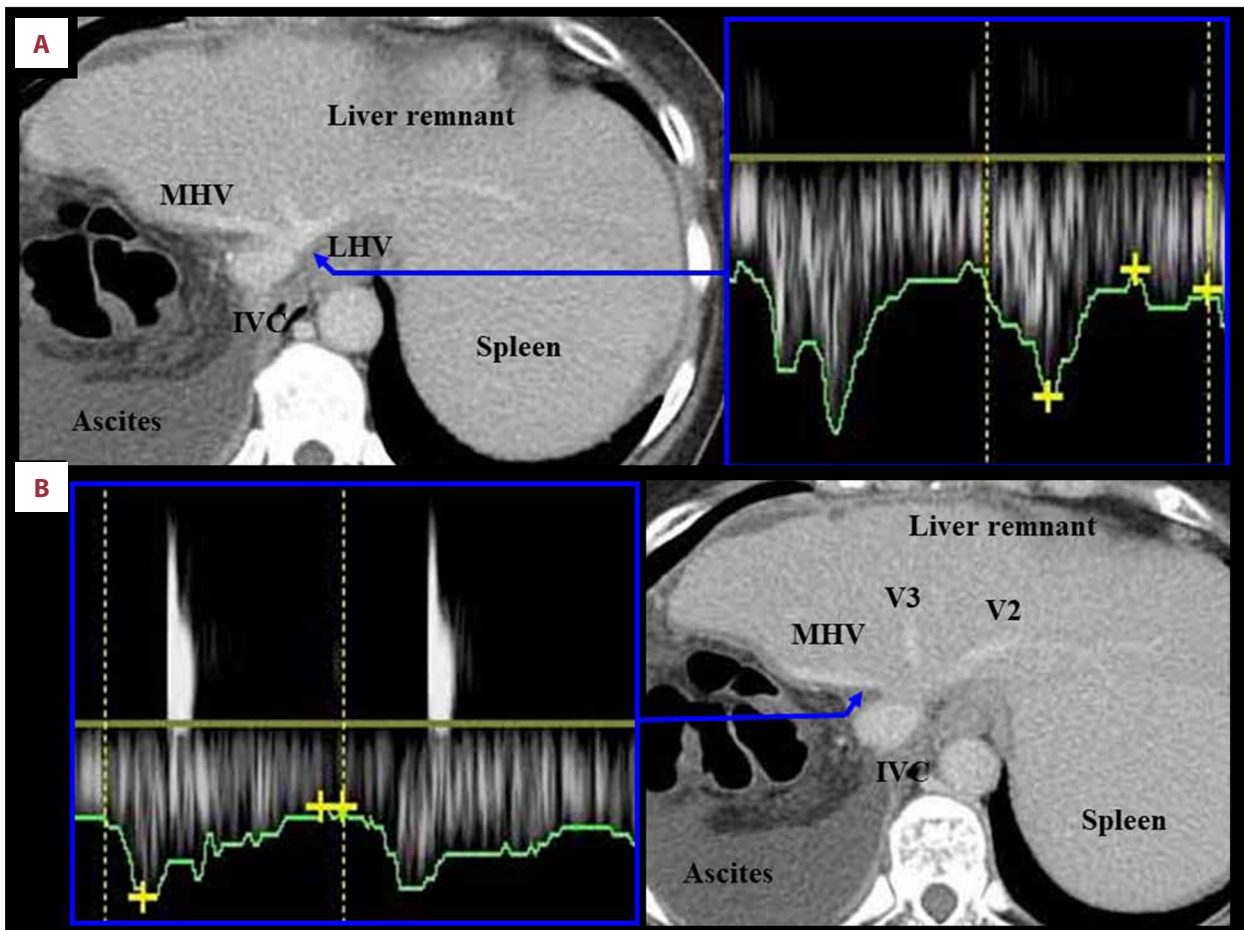 A
Liver remnant
MHV
LHV
IVC
Spleen
Ascites
B
Liver remnant
V3
V2
MHV
IVC
Spleen
Ascites